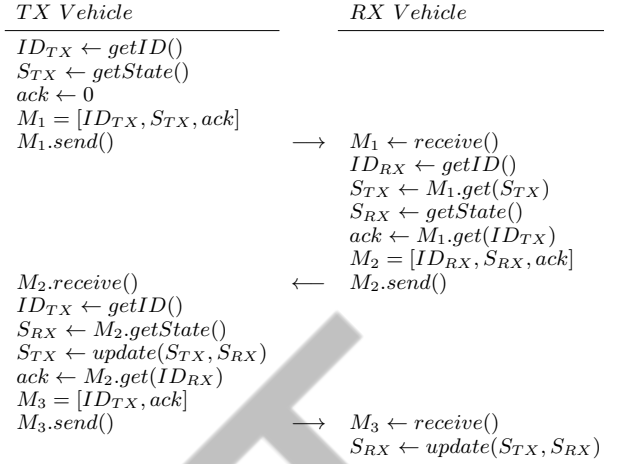 TX Vehicle RX Vehicle
ID_{TX} ← getID()
S_{TX} ← getState()
ack ← 0
M_1 = [ID_{TX}, S_{TX}, ack]
M_1.send() ⟶ M_1 ← receive()
ID_{RX} ← getID()
S_{TX} ← M_1.get(S_{TX})
S_{RX} ← getState()
ack ← M_1.get(ID_{TX})
M_2 = [ID_{RX}, S_{RX}, ack]
M_2.receive() ⟵ M_2.send()
ID_{TX} ← getID()
S_{RX} ← M_2.getState()
S_{TX} ← update(S_{TX}, S_{RX})
ack ← M_2.get(ID_{RX})
M_3 = [ID_{TX}, ack]
M_3.send() ⟶ M_3 ← receive()
S_{RX} ← update(S_{TX}, S_{RX})